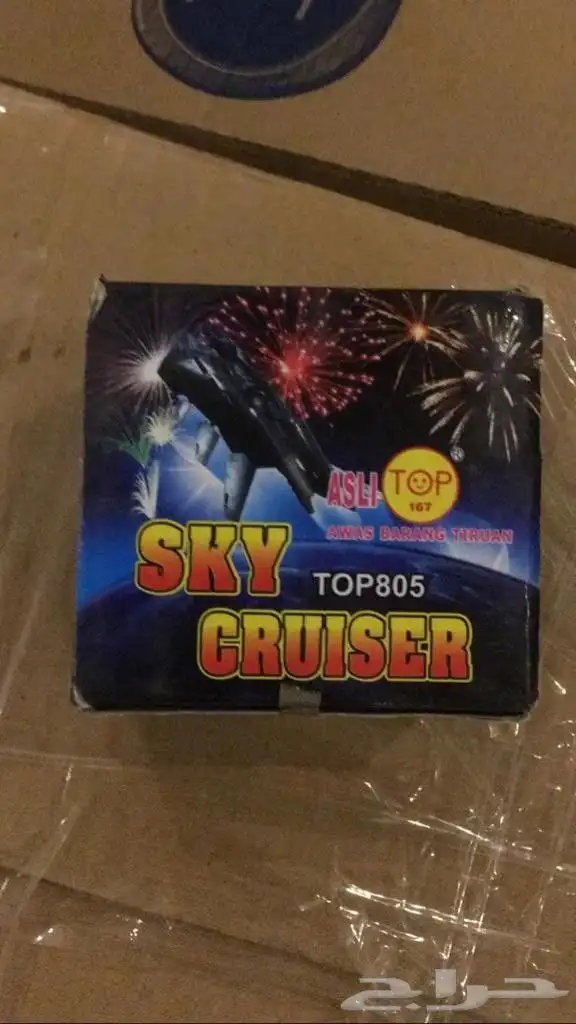 ASLI TOP
167
®
AWAS BARANG TIRUAN
SKY
TOP805
CRUISER
حراج